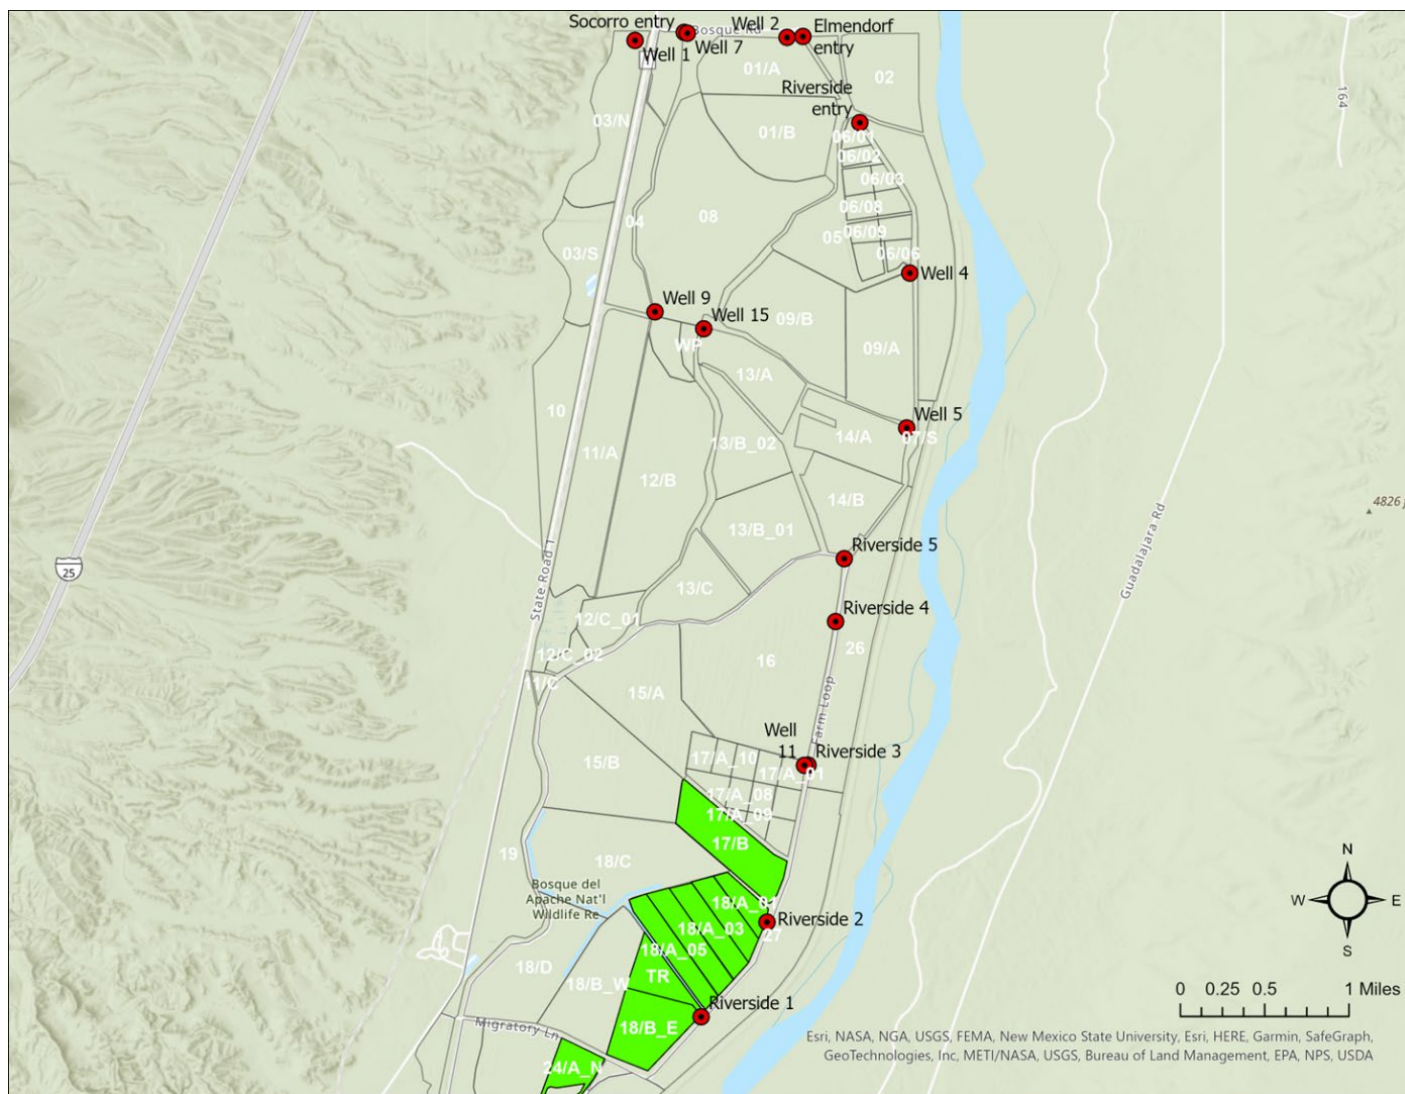 Socorro entry
Bosque Rd
Well 2
Elmendorf
entry
Well 7
Well 1
01/A
02
Riverside
entry
164
03/N
01/B
06/01
06/02
06/03
04
08
06/08
05
06/09
03/S
06/06
Well 4
Well 9
Well 15
09/B
WP
09/A
13/A
10
Well 5
07/S
14/A
13/B_02
11/A
12/B
14/B
4826
13/B_01
Riverside 5
State Road 1
25
Guadalajara Rd
13/C
Riverside 4
12/C_01
26
12/C_02
16
11/C
15/A
Farm Loop
Well
11
Riverside 3
17/A_10
17/A_01
15/B
17/A_08
17/A_09
17/B
19
18/C
Bosque del
Apache Nat'l
Wildlife Re
18/A_01
18/A_03
Riverside 2
27
18/A_05
18/D
TR
18/B_W
Riverside 1
Migratory Ln
18/B_E
24/A_N
N
W
E
S
0 0.25 0.5 1 Miles
Esri, NASA, NGA, USGS, FEMA, New Mexico State University, Esri, HERE, Garmin, SafeGraph,
GeoTechnologies, Inc, METI/NASA, USGS, Bureau of Land Management, EPA, NPS, USDA